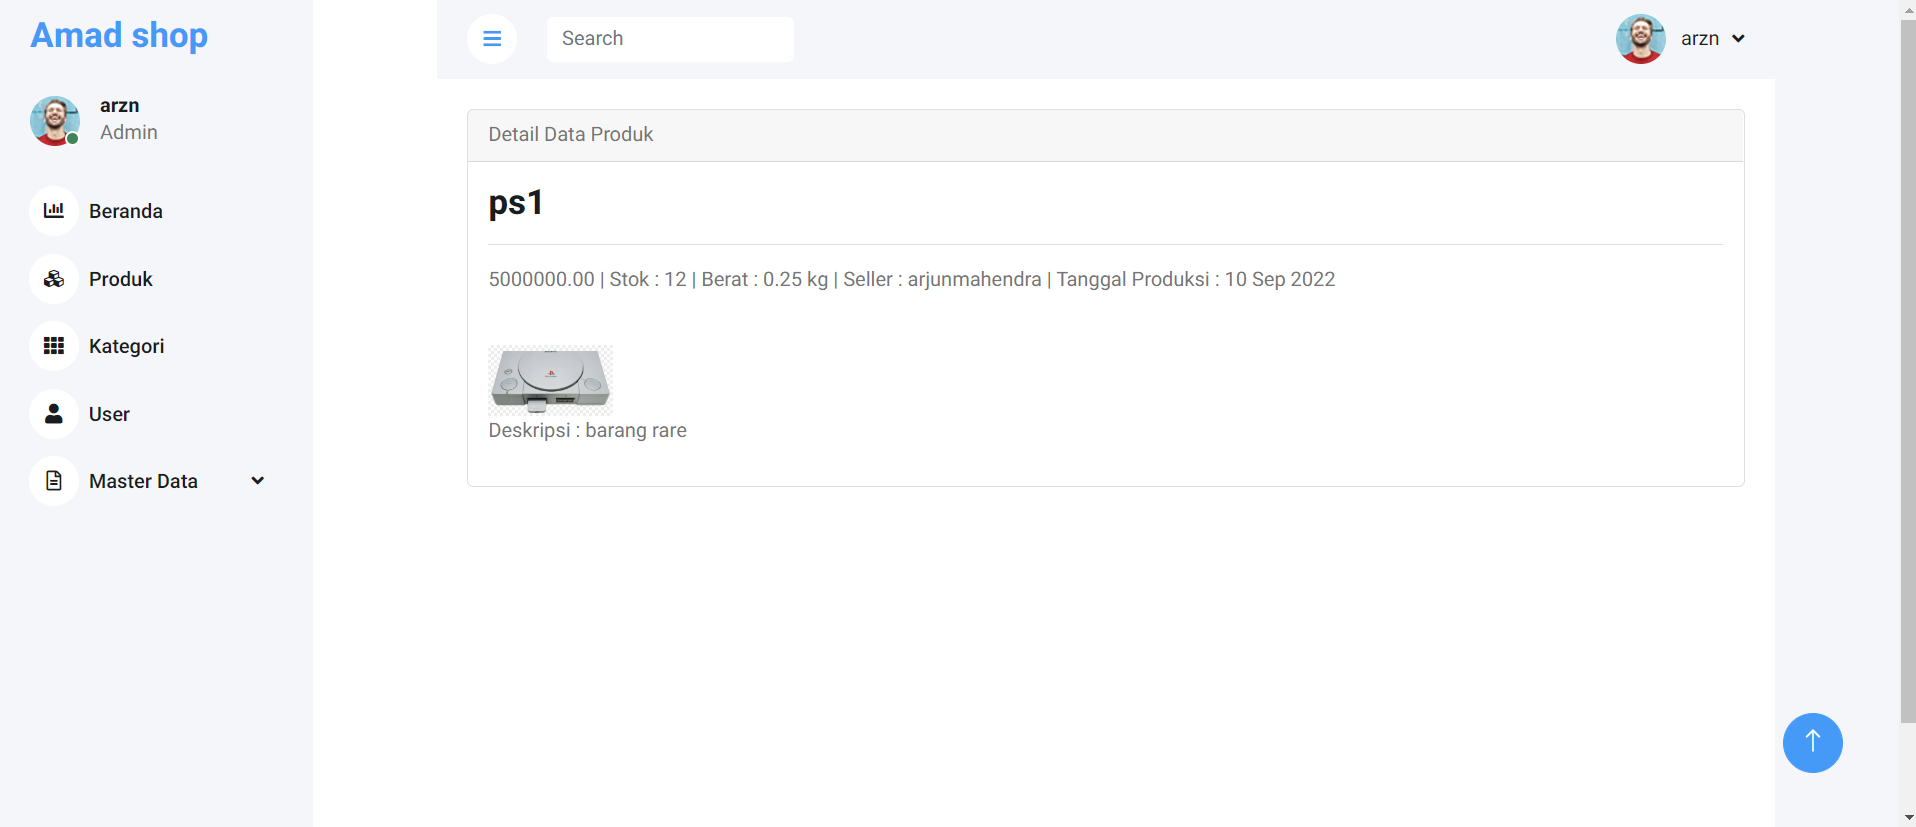 Amad shop
arzn
Admin
Beranda
Produk
Kategori
User
Master Data
Search
arzn
Detail Data Produk
ps1
5000000.00 | Stok : 12 | Berat : 0.25 kg | Seller : arjunmahendra | Tanggal Produksi : 10 Sep 2022
Deskripsi : barang rare